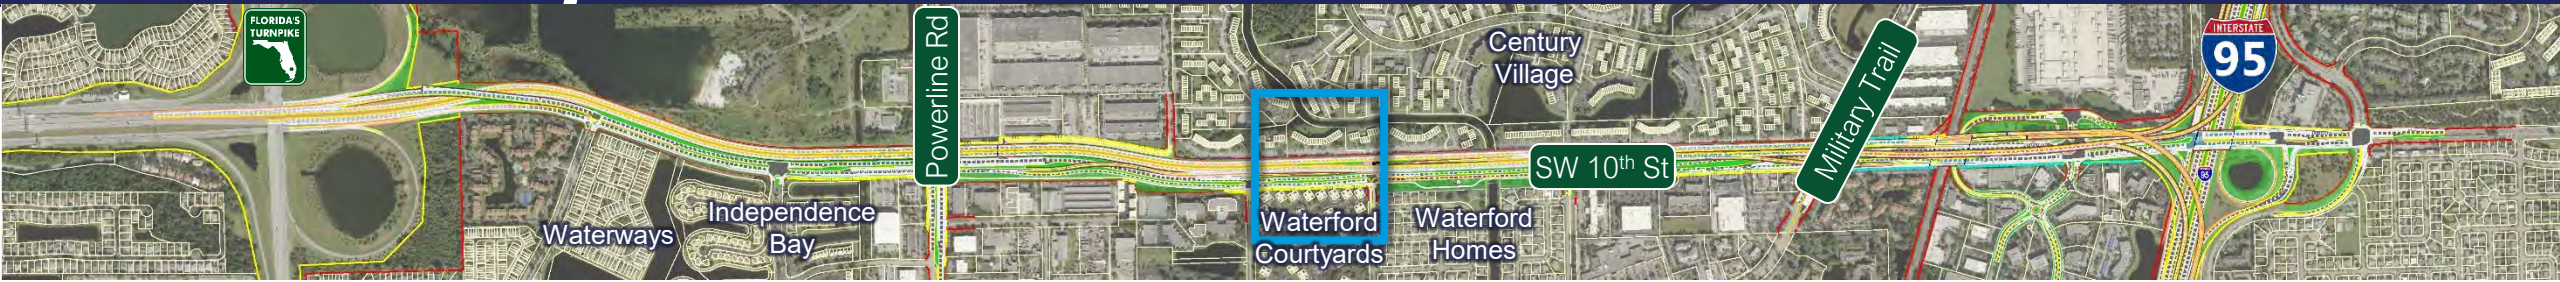 FLORIDA'S
TURNPIKE
Waterways
Independence
Bay
Powerline Rd
Waterford
Courtyards
Waterford
Homes
Century
Village
SW 10th St
Military Trail
INTERSTATE
95
95